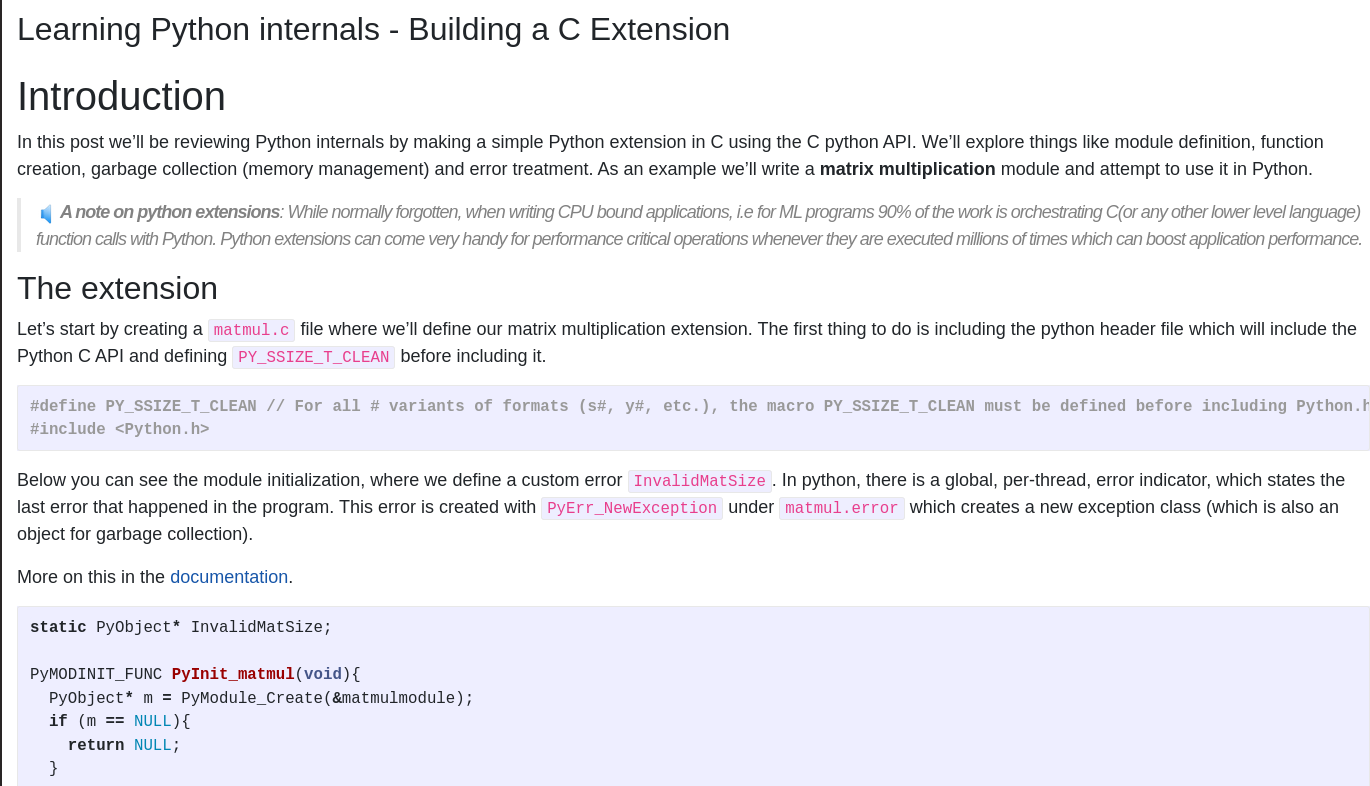 Learning Python internals - Building a C Extension
Introduction
In this post we’ll be reviewing Python internals by making a simple Python extension in C using the C python API. We’ll explore things like module definition, function
creation, garbage collection (memory management) and error treatment. As an example we’ll write a matrix multiplication module and attempt to use it in Python.
A note on python extensions: While normally forgotten, when writing CPU bound applications, i.e for ML programs 90% of the work is orchestrating C(or any other lower level language)
function calls with Python. Python extensions can come very handy for performance critical operations whenever they are executed millions of times which can boost application performance.
The extension
Let’s start by creating a matmul.c file where we’ll define our matrix multiplication extension. The first thing to do is including the python header file which will include the
Python C API and defining PY_SSIZE_T_CLEAN before including it.
#define PY_SSIZE_T_CLEAN // For all # variants of formats (s#, y#, etc.), the macro PY_SSIZE_T_CLEAN must be defined before including Python.h
#include <Python.h>
Below you can see the module initialization, where we define a custom error InvalidMatSize. In python, there is a global, per-thread, error indicator, which states the
last error that happened in the program. This error is created with PyErr_NewException under matmul.error which creates a new exception class (which is also an
object for garbage collection).
More on this in the documentation.
static PyObject* InvalidMatSize;
PyMODINIT_FUNC PyInit_matmul(void){
  PyObject* m = PyModule_Create(&matmulmodule);
  if (m == NULL){
    return NULL;
  }